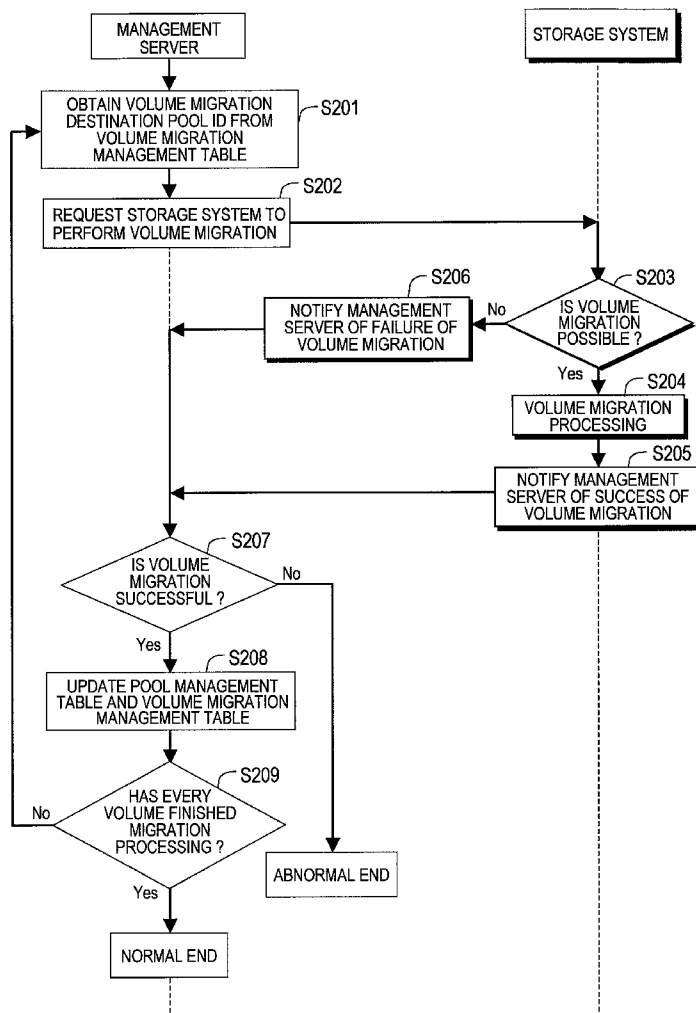 MANAGEMENT
SERVER
STORAGE SYSTEM
OBTAIN VOLUME MIGRATION
DESTINATION POOL ID FROM
VOLUME MIGRATION
MANAGEMENT TABLE
S201
S202
REQUEST STORAGE SYSTEM TO
PERFORM VOLUME MIGRATION
S203
IS VOLUME
MIGRATION
POSSIBLE ?
No
S206
NOTIFY MANAGEMENT
SERVER OF FAILURE OF
VOLUME MIGRATION
Yes
S204
VOLUME MIGRATION
PROCESSING
S205
NOTIFY MANAGEMENT
SERVER OF SUCCESS OF
VOLUME MIGRATION
S207
IS VOLUME
MIGRATION
SUCCESSFUL ?
No
Yes
S208
UPDATE POOL MANAGEMENT
TABLE AND VOLUME MIGRATION
MANAGEMENT TABLE
S209
HAS EVERY
VOLUME FINISHED
MIGRATION
PROCESSING ?
No
Yes
ABNORMAL END
NORMAL END